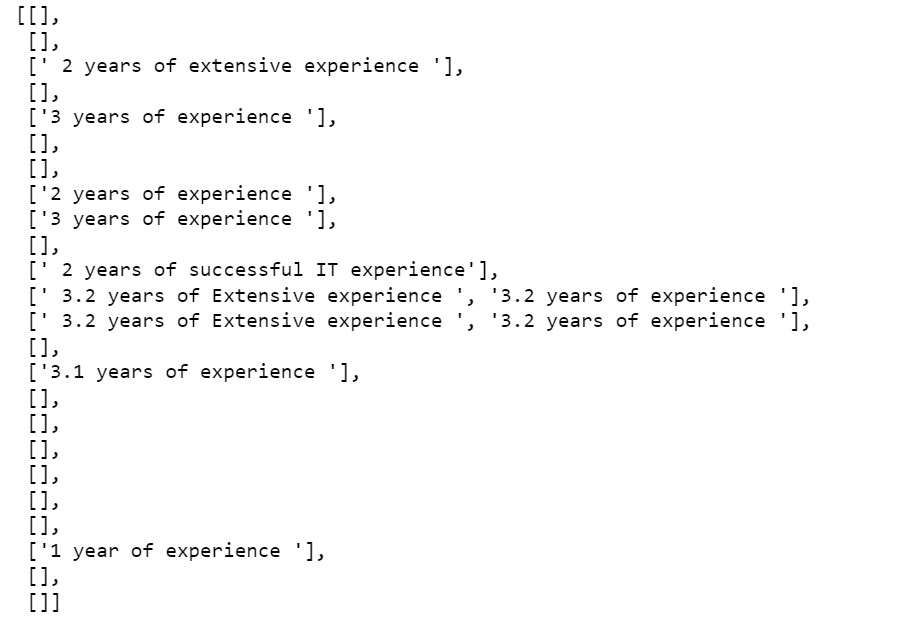 [[],
[],
[' 2 years of extensive experience '],
[],
['3 years of experience '],
[],
[],
['2 years of experience '],
['3 years of experience '],
[],
[' 2 years of successful IT experience'],
[' 3.2 years of Extensive experience ', '3.2 years of experience '],
[' 3.2 years of Extensive experience ', '3.2 years of experience '],
[],
['3.1 years of experience '],
[],
[],
[],
[],
[],
[],
['1 year of experience '],
[],
[]]